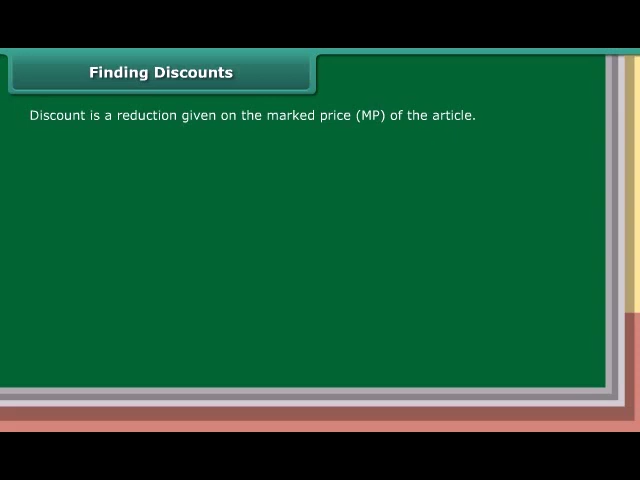 Finding Discounts
Discount is a reduction given on the marked price (MP) of the article.